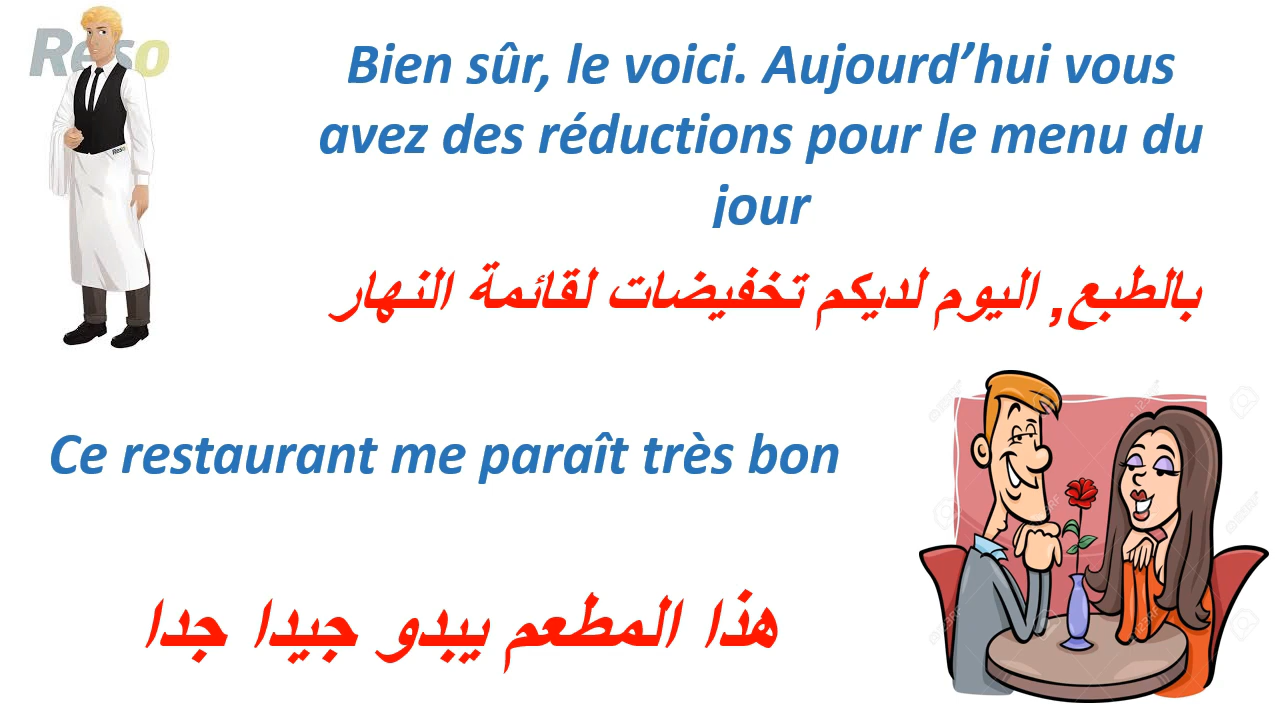 Reso
Reso
Bien sûr, le voici. Aujourd’hui vous
avez des réductions pour le menu du
jour
بالطبع, اليوم لديكم تخفيضات لقائمة النهار
Ce restaurant me paraît très bon
هذا المطعم يبدو جيدا جدا